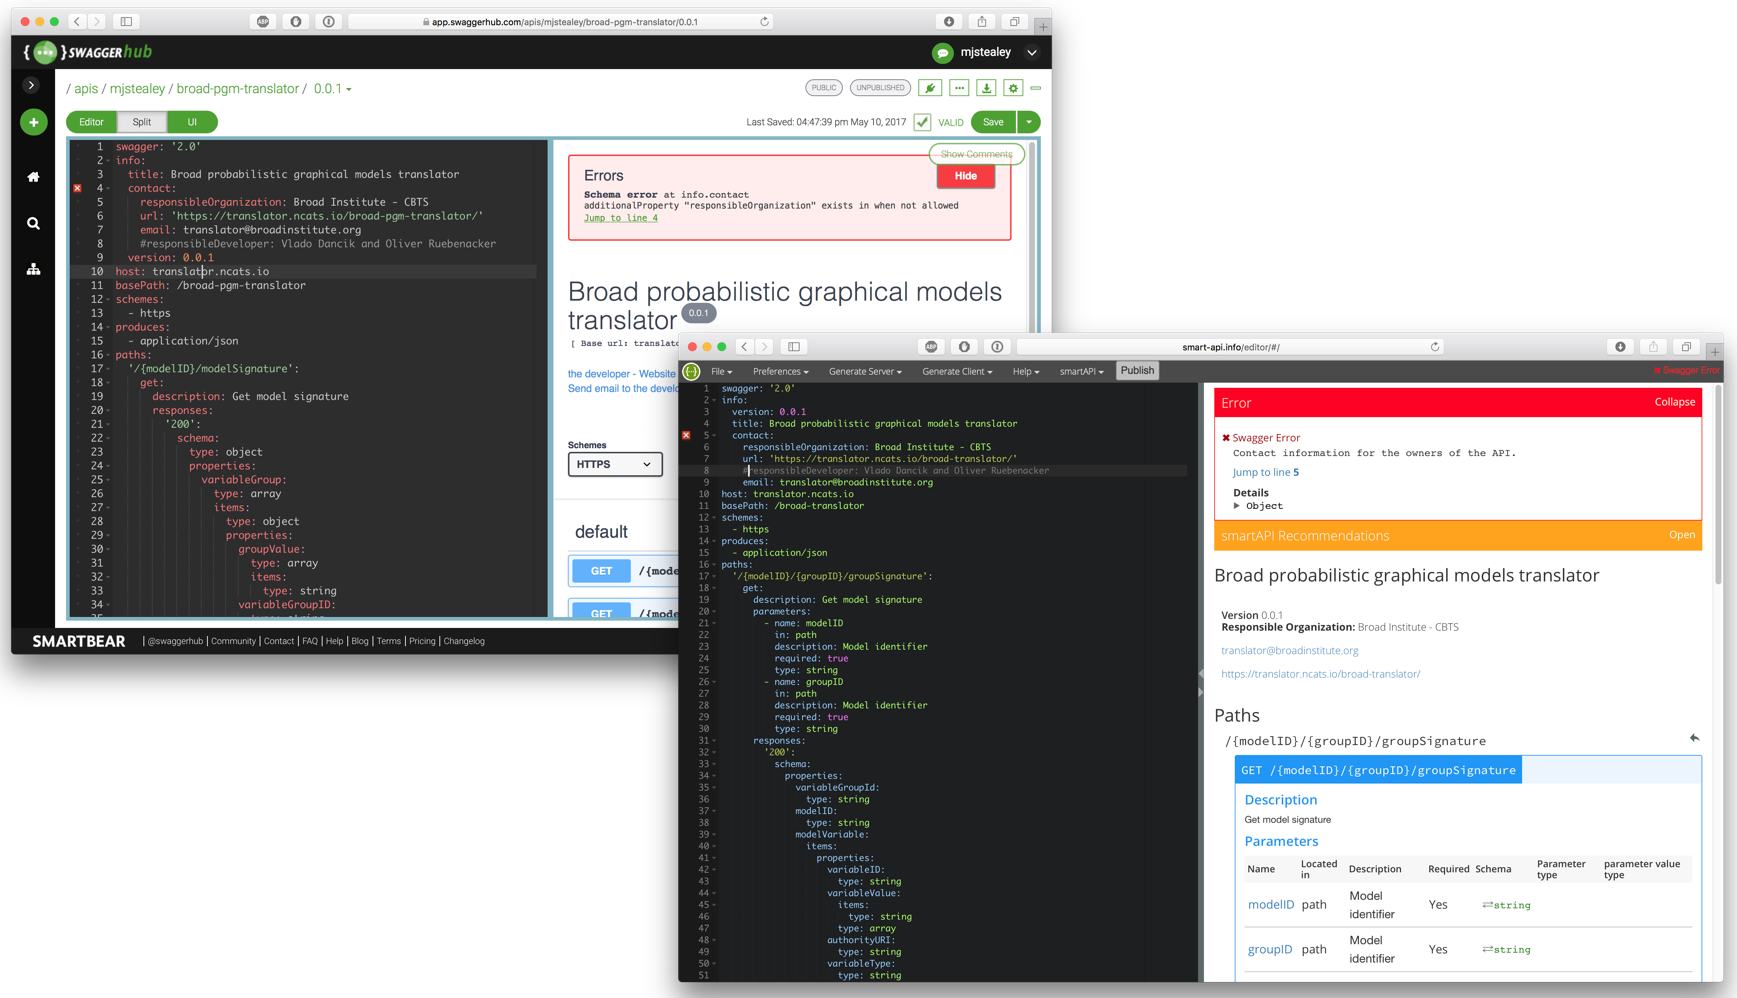 app.swaggerhub.com/apis/mjstealey/broad-pgm-translator/0.0.1
{ ... } SWAGGERhub
mjstealey
/ apis / mjstealey / broad-pgm-translator / 0.0.1
PUBLIC
UNPUBLISHED
Editor
Split
UI
Last Saved: 04:47:39 pm May 10, 2017
VALID
Save
1 swagger: '2.0'
2 info:
3 title: Broad probabilistic graphical models translator
4 contact:
5 responsibleOrganization: Broad Institute - CBTS
6 url: 'https://translator.ncats.io/broad-pgm-translator/'
7 email: translator@broadinstitute.org
8 #responsibleDeveloper: Vlado Dancik and Oliver Ruebenacker
9 version: 0.0.1
10 host: translator.ncats.io
11 basePath: /broad-pgm-translator
12 schemes:
13 - https
14 produces:
15 - application/json
16 paths:
17 '/{modelID}/modelSignature':
18 get:
19 description: Get model signature
20 responses:
21 '200':
22 schema:
23 type: object
24 properties:
25 variableGroup:
26 type: array
27 items:
28 type: object
29 properties:
30 groupValue:
31 type: array
32 items:
33 type: string
34 variableGroupID:
Show Comments
Errors
Hide
Schema error at info.contact
additionalProperty "responsibleOrganization" exists in when not allowed
Jump to line 4
Broad probabilistic graphical models
translator 0.0.1
[ Base url: translato
the developer - Website
Send email to the develo
Schemes
HTTPS
default
GET /{mode
GET /{mode
SMARTBEAR | @swaggerhub | Community | Contact | FAQ | Help | Blog | Terms | Pricing | Changelog
smart-api.info/editor/#/
File
Preferences
Generate Server
Generate Client
Help
smartAPI
Publish
Swagger Error
1 swagger: '2.0'
2 info:
3 version: 0.0.1
4 title: Broad probabilistic graphical models translator
5 contact:
6 responsibleOrganization: Broad Institute - CBTS
7 url: 'https://translator.ncats.io/broad-translator/'
8 #responsibleDeveloper: Vlado Dancik and Oliver Ruebenacker
9 email: translator@broadinstitute.org
10 host: translator.ncats.io
11 basePath: /broad-translator
12 schemes:
13 - https
14 produces:
15 - application/json
16 paths:
17 '/{modelID}/{groupID}/groupSignature':
18 get:
19 description: Get model signature
20 parameters:
21 - name: modelID
22 in: path
23 description: Model identifier
24 required: true
25 type: string
26 - name: groupID
27 in: path
28 description: Model identifier
29 required: true
30 type: string
31 responses:
32 '200':
33 schema:
34 properties:
35 variableGroupId:
36 type: string
37 modelID:
38 type: string
39 modelVariable:
40 items:
41 properties:
42 variableID:
43 type: string
44 variableValue:
45 items:
46 type: string
47 type: array
48 authorityURI:
49 type: string
50 variableType:
51 type: string
Error
Collapse
Swagger Error
Contact information for the owners of the API.
Jump to line 5
Details
Object
smartAPI Recommendations
Open
Broad probabilistic graphical models translator
Version 0.0.1
Responsible Organization: Broad Institute - CBTS
translator@broadinstitute.org
https://translator.ncats.io/broad-translator/
Paths
/{modelID}/{groupID}/groupSignature
GET /{modelID}/{groupID}/groupSignature
Description
Get model signature
Parameters
Name Located in Description Required Schema Parameter type parameter value type
modelID path Model identifier Yes string
groupID path Model identifier Yes string